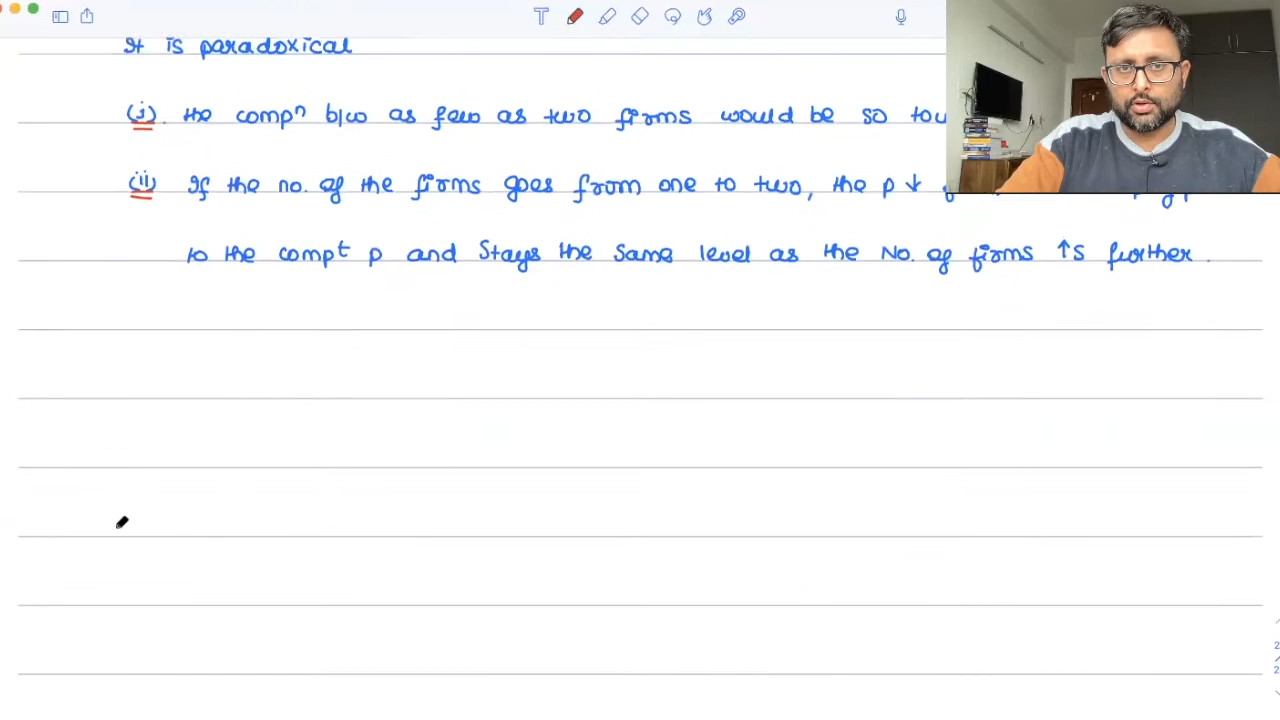 It is paradoxical
(i). the compⁿ b/w as few as two firms would be so
(ii) If the no. of the firms goes from one to two, the p ↓
to the compt p and stays the same level as the No. of firms ↑s further.